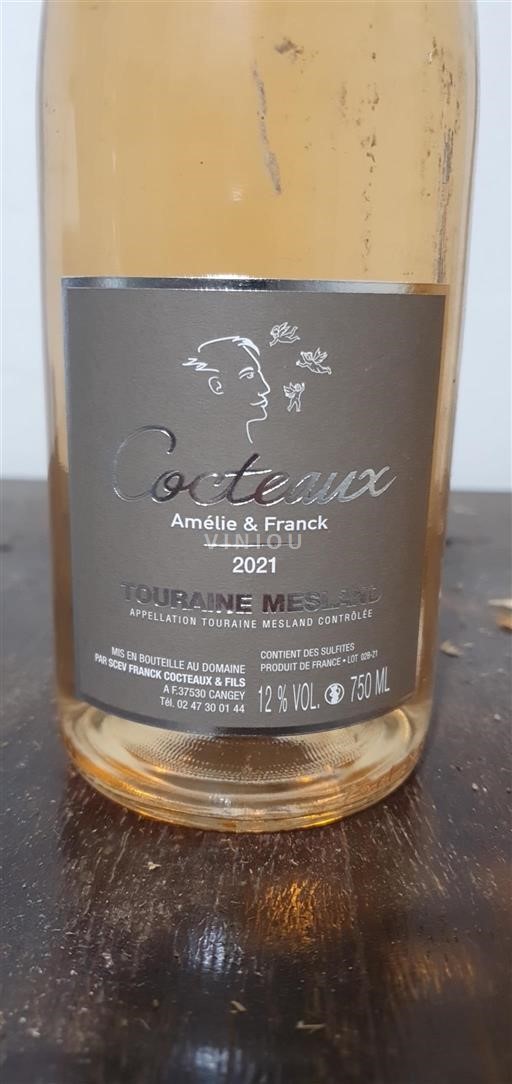 Cocteaux
Amélie & Franck
VINIOU
2021
TOURAINE MESLAND
APPELLATION TOURAINE MESLAND CONTRÔLÉE
MIS EN BOUTEILLE AU DOMAINE
PAR SCEV FRANCK COCTEAUX & FILS
A F.37530 CANGEY
Tél. 02 47 30 01 44
CONTIENT DES SULFITES
PRODUIT DE FRANCE • LOT 02B-21
12 % VOL. 750 ML